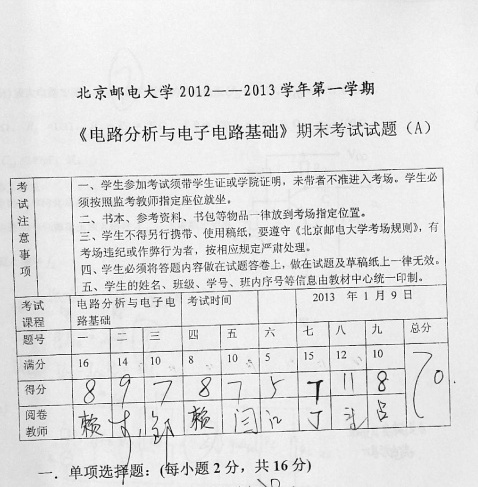 北京邮电大学2012——2013学年第一学期
《电路分析与电子电路基础》期末考试试题（A）
考试注意事项
一、学生参加考试须带学生证或学院证明，未带者不准进入考场。学生必
须按照监考教师指定座位就坐。
二、书本、参考资料、书包等物品一律放到考场指定位置。
三、学生不得另行携带、使用稿纸，要遵守《北京邮电大学考场规则》，有
考场违纪或作弊行为者，按相应规定严肃处理。
四、学生必须将答题内容做在试题答卷上，做在试题及草稿纸上一律无效。
五、学生的姓名、班级、学号、班内序号等信息由教材中心统一印制。
考试 电路分析与电子电 考试时间 2013 年 1 月 9 日
课程 路基础
题号 一 二 三 四 五 六 七 八 九 总分
满分 16 14 10 8 10 5 15 12 10
得分 8 9 7 8 7 5 7 11 8 70.
阅卷 赖 郭 赖 闫 江 丁 吕
教师
一．单项选择题：(每小题 2 分，共 16 分)